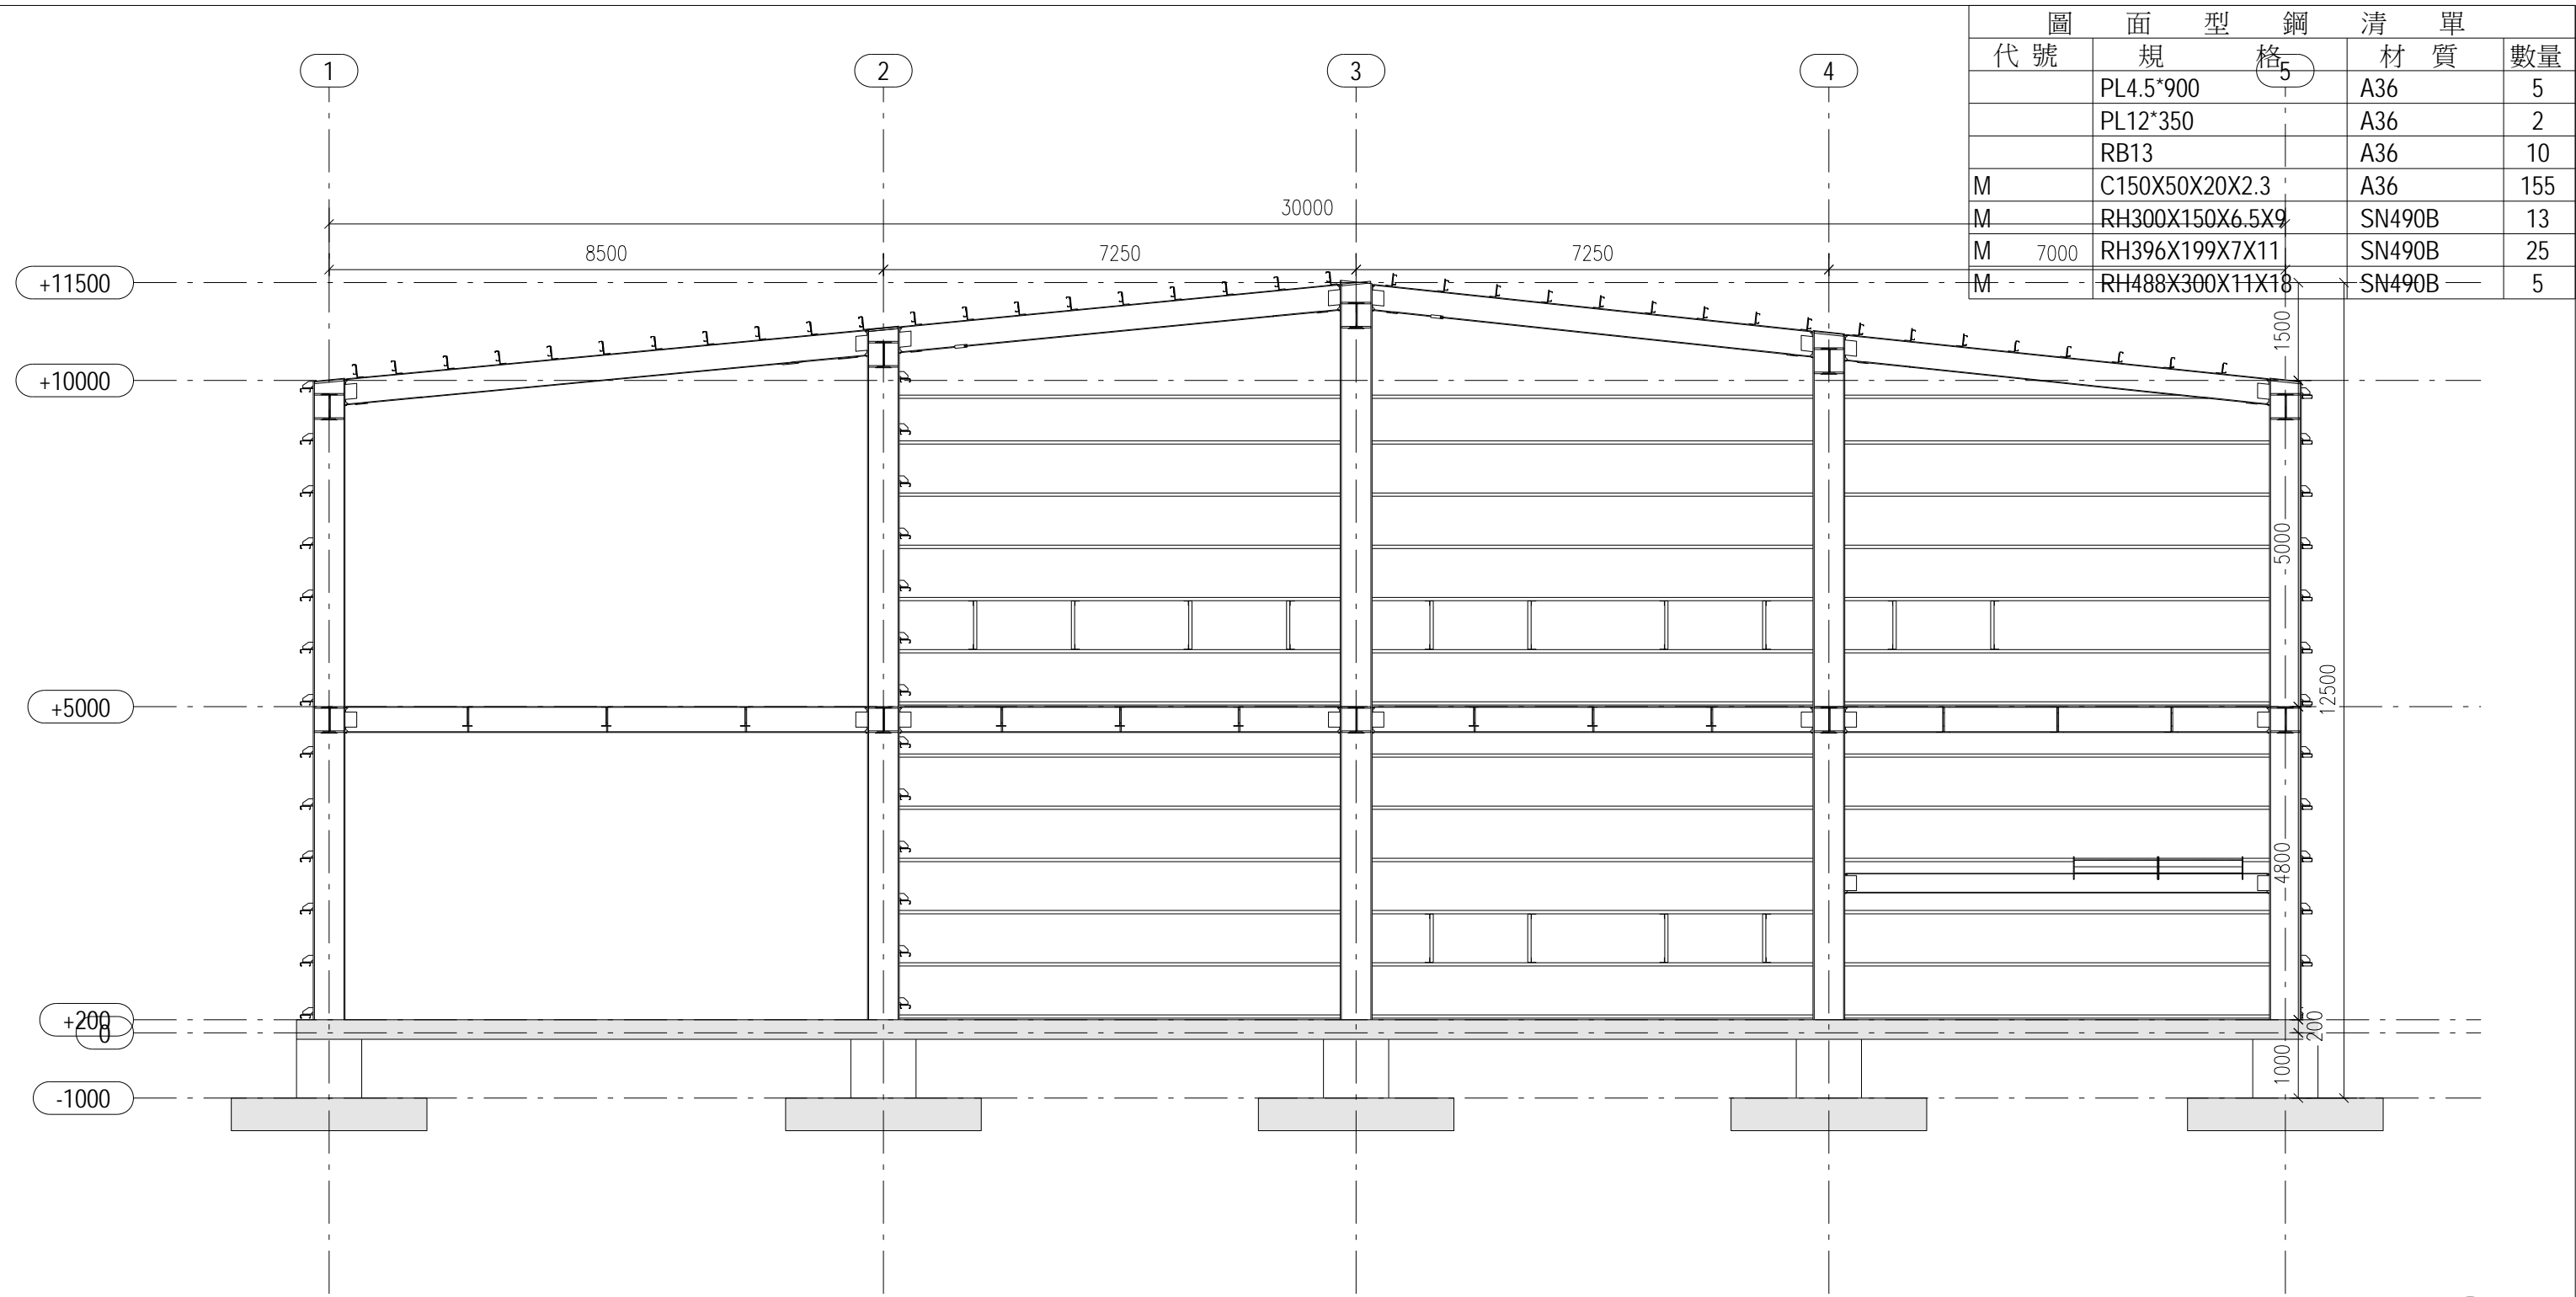 圖 面 型 鋼 清 單
代 號 規 格 材 質 數量
PL4.5*900 A36 5
PL12*350 A36 2
RB13 A36 10
M C150X50X20X2.3 A36 155
M RH300X150X6.5X9 SN490B 13
M RH396X199X7X11 SN490B 25
M RH488X300X11X18 SN490B 5
1 2 3 4 5
30000
8500 7250 7250 7000
+11500
1500
+10000
5000
12500
+5000
4800
+200
200
0
1000
-1000